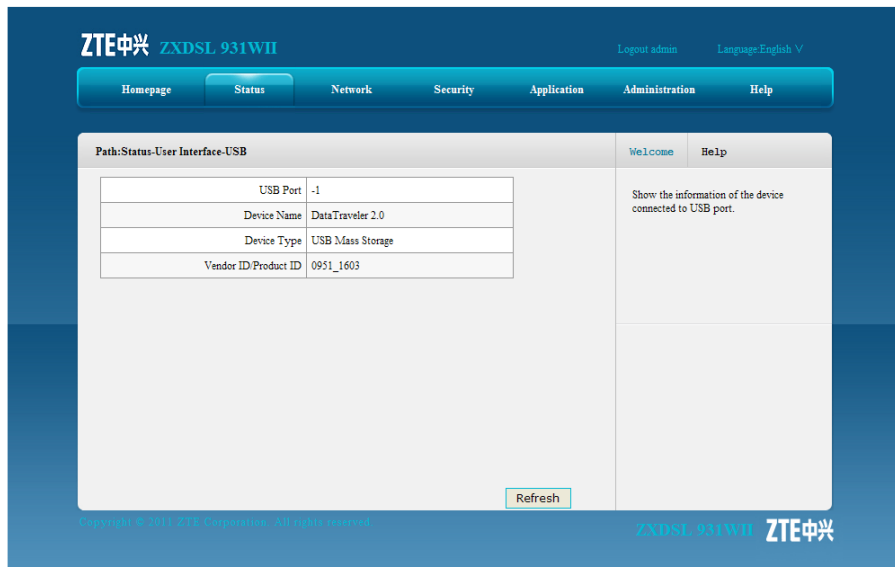 ZTE中兴 ZXDSL 931WII
Logout admin Language:English V
Homepage Status Network Security Application Administration Help
Path:Status-User Interface-USB
Welcome Help
USB Port -1
Device Name DataTraveler 2.0
Device Type USB Mass Storage
Vendor ID/Product ID 0951_1603
Show the information of the device
connected to USB port.
Refresh
Copyright © 2011 ZTE Corporation. All rights reserved.
ZXDSL 931WII ZTE中兴